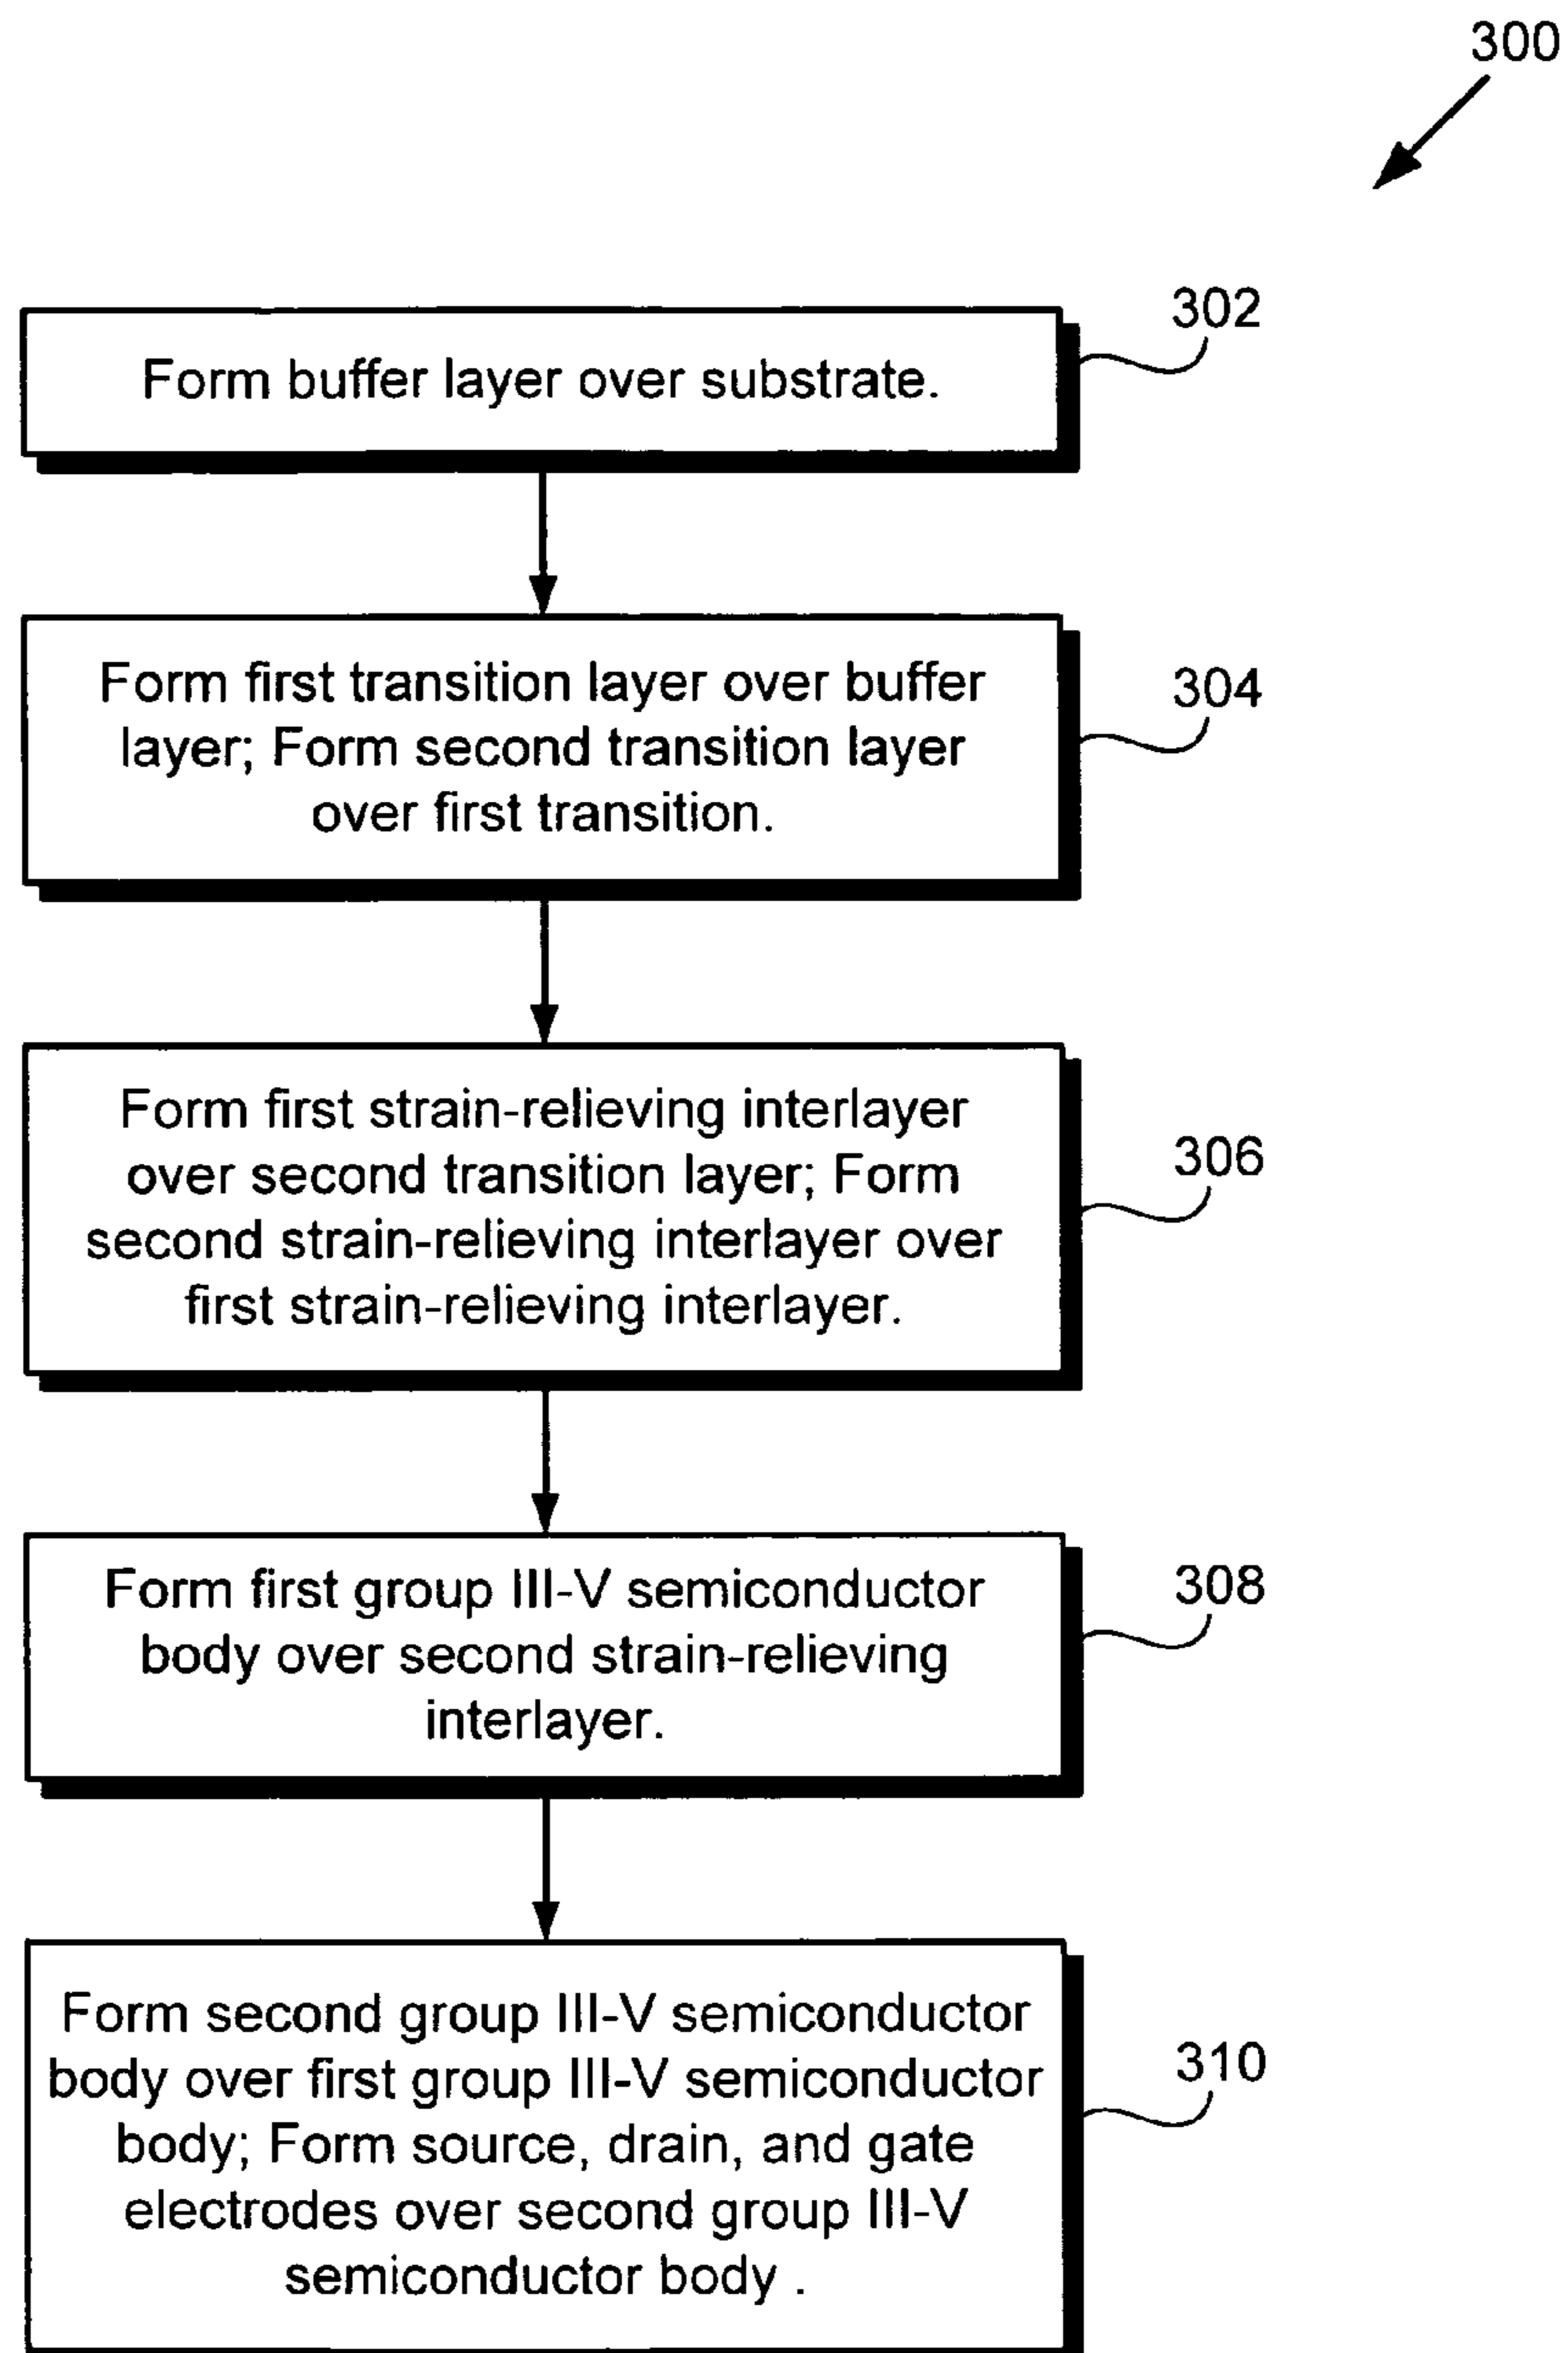 300
Form buffer layer over substrate.
302
Form first transition layer over buffer
layer; Form second transition layer
over first transition.
304
Form first strain-relieving interlayer
over second transition layer; Form
second strain-relieving interlayer over
first strain-relieving interlayer.
306
Form first group III-V semiconductor
body over second strain-relieving
interlayer.
308
Form second group III-V semiconductor
body over first group III-V semiconductor
body; Form source, drain, and gate
electrodes over second group III-V
semiconductor body .
310